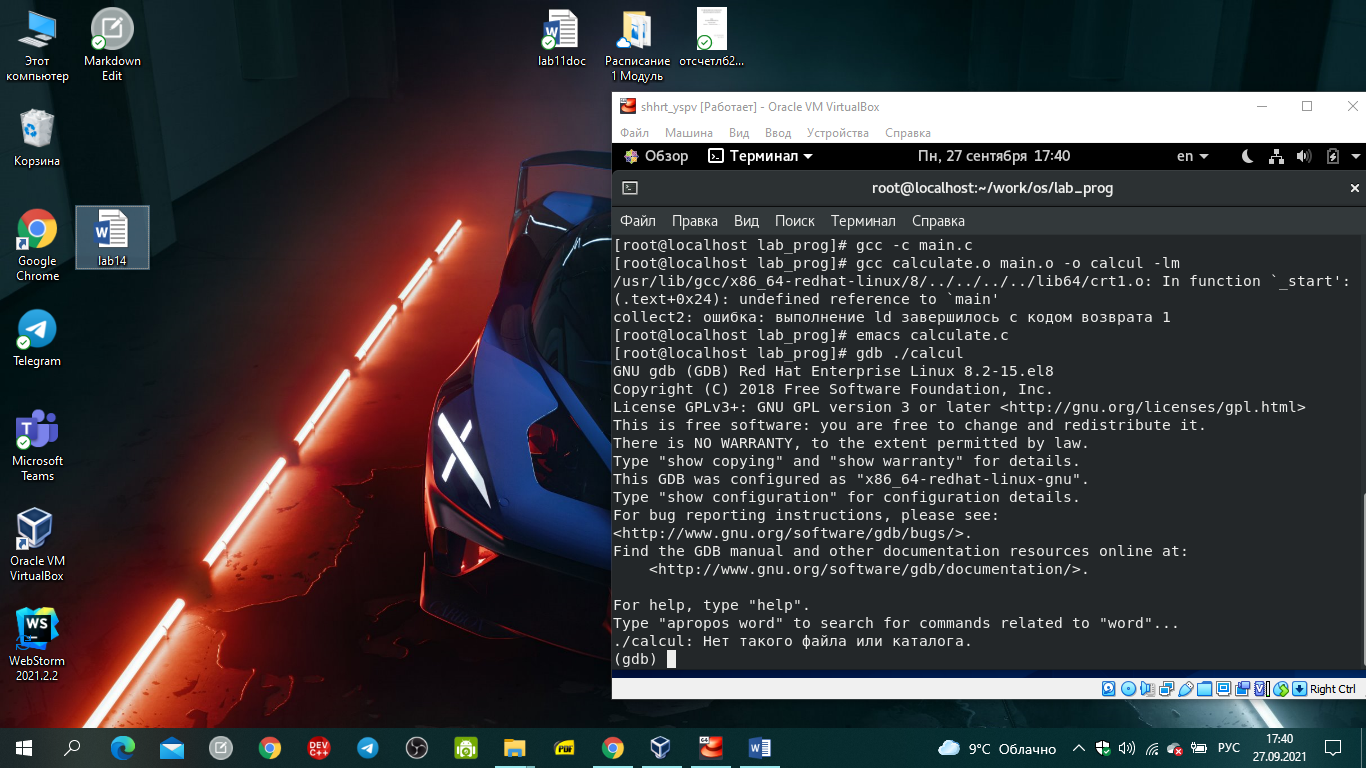 Этот
компьютер
Markdown
Edit
lab11doc
Расписание
1 Модуль
отсчетлб2...
Корзина
Google
Chrome
lab14
Telegram
Microsoft
Teams
Oracle VM
VirtualBox
WS
WebStorm
2021.2.2
shhrt_yspv [Работает] - Oracle VM VirtualBox
Файл Машина Вид Ввод Устройства Справка
Обзор Терминал Пн, 27 сентября 17:40 en
root@localhost:~/work/os/lab_prog
Файл Правка Вид Поиск Терминал Справка
[root@localhost lab_prog]# gcc -c main.c
[root@localhost lab_prog]# gcc calculate.o main.o -o calcul -lm
/usr/lib/gcc/x86_64-redhat-linux/8/../../../../lib64/crt1.o: In function `_start':
(.text+0x24): undefined reference to `main'
collect2: ошибка: выполнение ld завершилось с кодом возврата 1
[root@localhost lab_prog]# emacs calculate.c
[root@localhost lab_prog]# gdb ./calcul
GNU gdb (GDB) Red Hat Enterprise Linux 8.2-15.el8
Copyright (C) 2018 Free Software Foundation, Inc.
License GPLv3+: GNU GPL version 3 or later <http://gnu.org/licenses/gpl.html>
This is free software: you are free to change and redistribute it.
There is NO WARRANTY, to the extent permitted by law.
Type "show copying" and "show warranty" for details.
This GDB was configured as "x86_64-redhat-linux-gnu".
Type "show configuration" for configuration details.
For bug reporting instructions, please see:
<http://www.gnu.org/software/gdb/bugs/>.
Find the GDB manual and other documentation resources online at:
    <http://www.gnu.org/software/gdb/documentation/>.
For help, type "help".
Type "apropos word" to search for commands related to "word"...
./calcul: Нет такого файла или каталога.
(gdb)
Right Ctrl
DEV
C++
PDF
9°C Облачно
РУС
17:40
27.09.2021